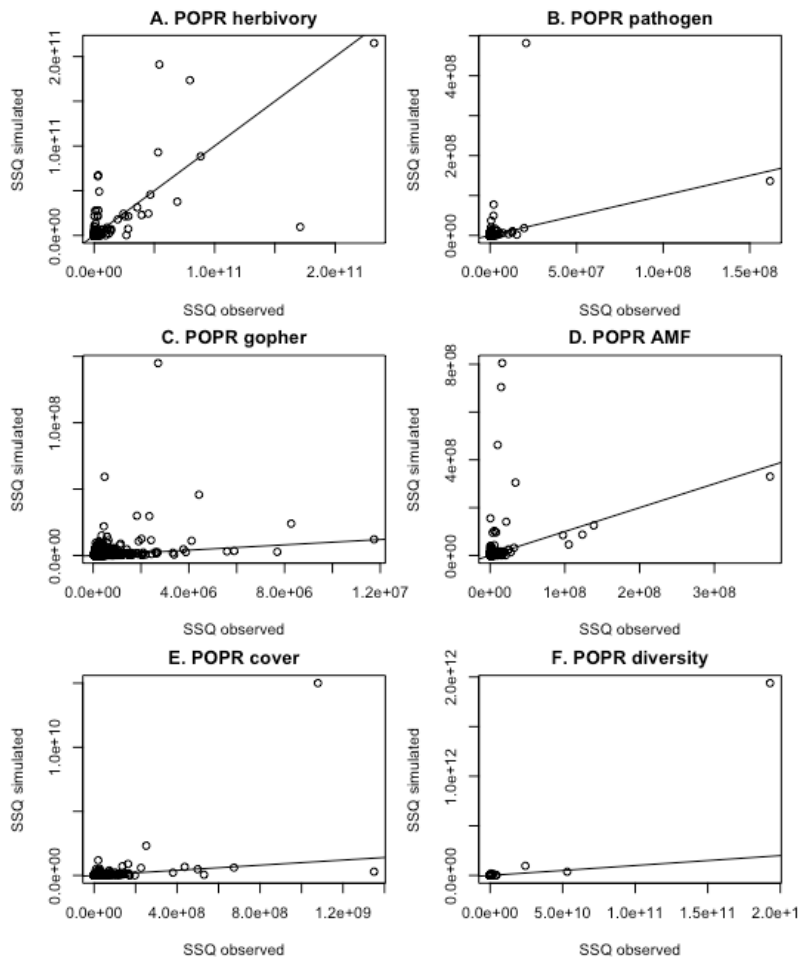 A. POPR herbivory
SSQ simulated
0.0e+00 1.0e+11 2.0e+11
0.0e+00 1.0e+11 2.0e+11
SSQ observed
B. POPR pathogen
SSQ simulated
0e+00 2e+08 4e+08
0.0e+00 5.0e+07 1.0e+08 1.5e+08
SSQ observed
C. POPR gopher
SSQ simulated
0.0e+00 1.0e+08
0.0e+00 4.0e+06 8.0e+06 1.2e+07
SSQ observed
D. POPR AMF
SSQ simulated
0e+00 4e+08 8e+08
0e+00 1e+08 2e+08 3e+08
SSQ observed
E. POPR cover
SSQ simulated
0.0e+00 1.0e+10
0.0e+00 4.0e+08 8.0e+08 1.2e+09
SSQ observed
F. POPR diversity
SSQ simulated
0.0e+00 1.0e+12 2.0e+12
0.0e+00 5.0e+10 1.0e+11 1.5e+11 2.0e+1
SSQ observed